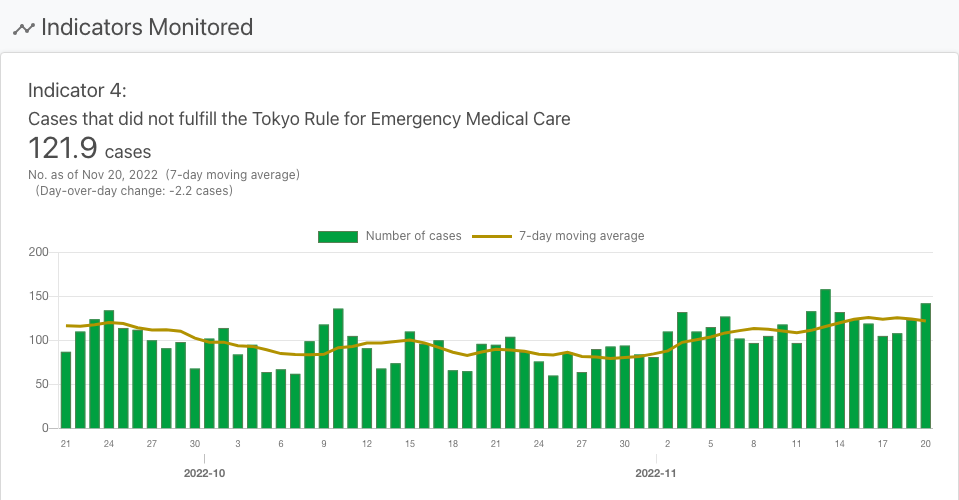 Indicators Monitored
Indicator 4:
Cases that did not fulfill the Tokyo Rule for Emergency Medical Care
121.9 cases
No. as of Nov 20, 2022 (7-day moving average)
(Day-over-day change: -2.2 cases)
Number of cases 7-day moving average
200
150
100
50
0
21 24 27 30 3 6 9 12 15 18 21 24 27 30 2 5 8 11 14 17 20
2022-10 2022-11